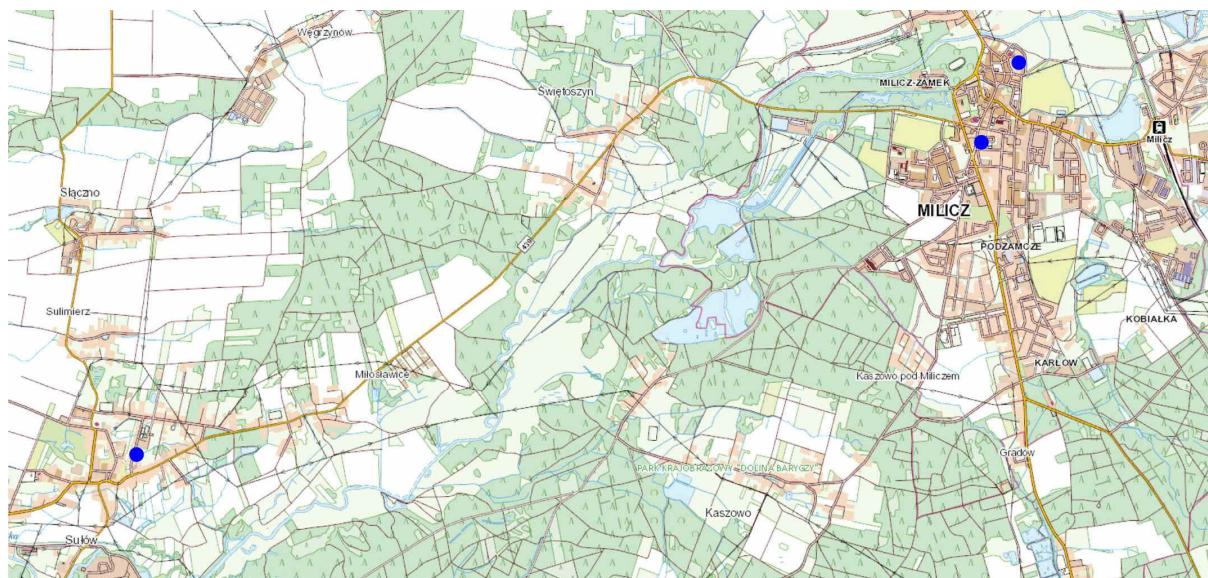 Węgrzynów
MILICZ-ZAMEK
Świętoszyn
Milicz
Słączno
MILICZ
439
PODZAMCZE
Sulimierz
KOBIAŁKA
KARŁÓW
Miłosławice
Kaszowo pod Miliczem
Gradów
PARK KRAJOBRAZOWY "DOLINA BARYCZY"
Kaszowo
Sułów